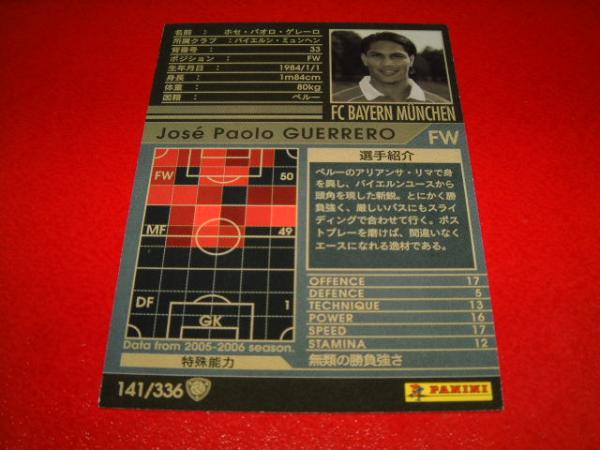 名前 : ホセ・パオロ・ゲレーロ
所属クラブ : バイエルン・ミュンヘン
背番号 : 33
ポジション : FW
生年月日 : 1984/1/1
身長 : 1m84cm
体重 : 80kg
国籍 : ペルー
FC BAYERN MÜNCHEN
José Paolo GUERRERO FW
FW 50
MF 49
DF 1
GK
Data from 2005-2006 season.
選手紹介
ペルーのアリアンサ・リマで身
を興し、バイエルンユースから
頭角を現した新鋭。とにかく勝
負強く、厳しいパスにもスライ
ディングで合わせて行く。ポス
トプレーを磨けば、間違いなく
エースになれる逸材である。
OFFENCE 17
DEFENCE 5
TECHNIQUE 13
POWER 16
SPEED 17
STAMINA 12
特殊能力 無類の勝負強さ
141/336
PANINI